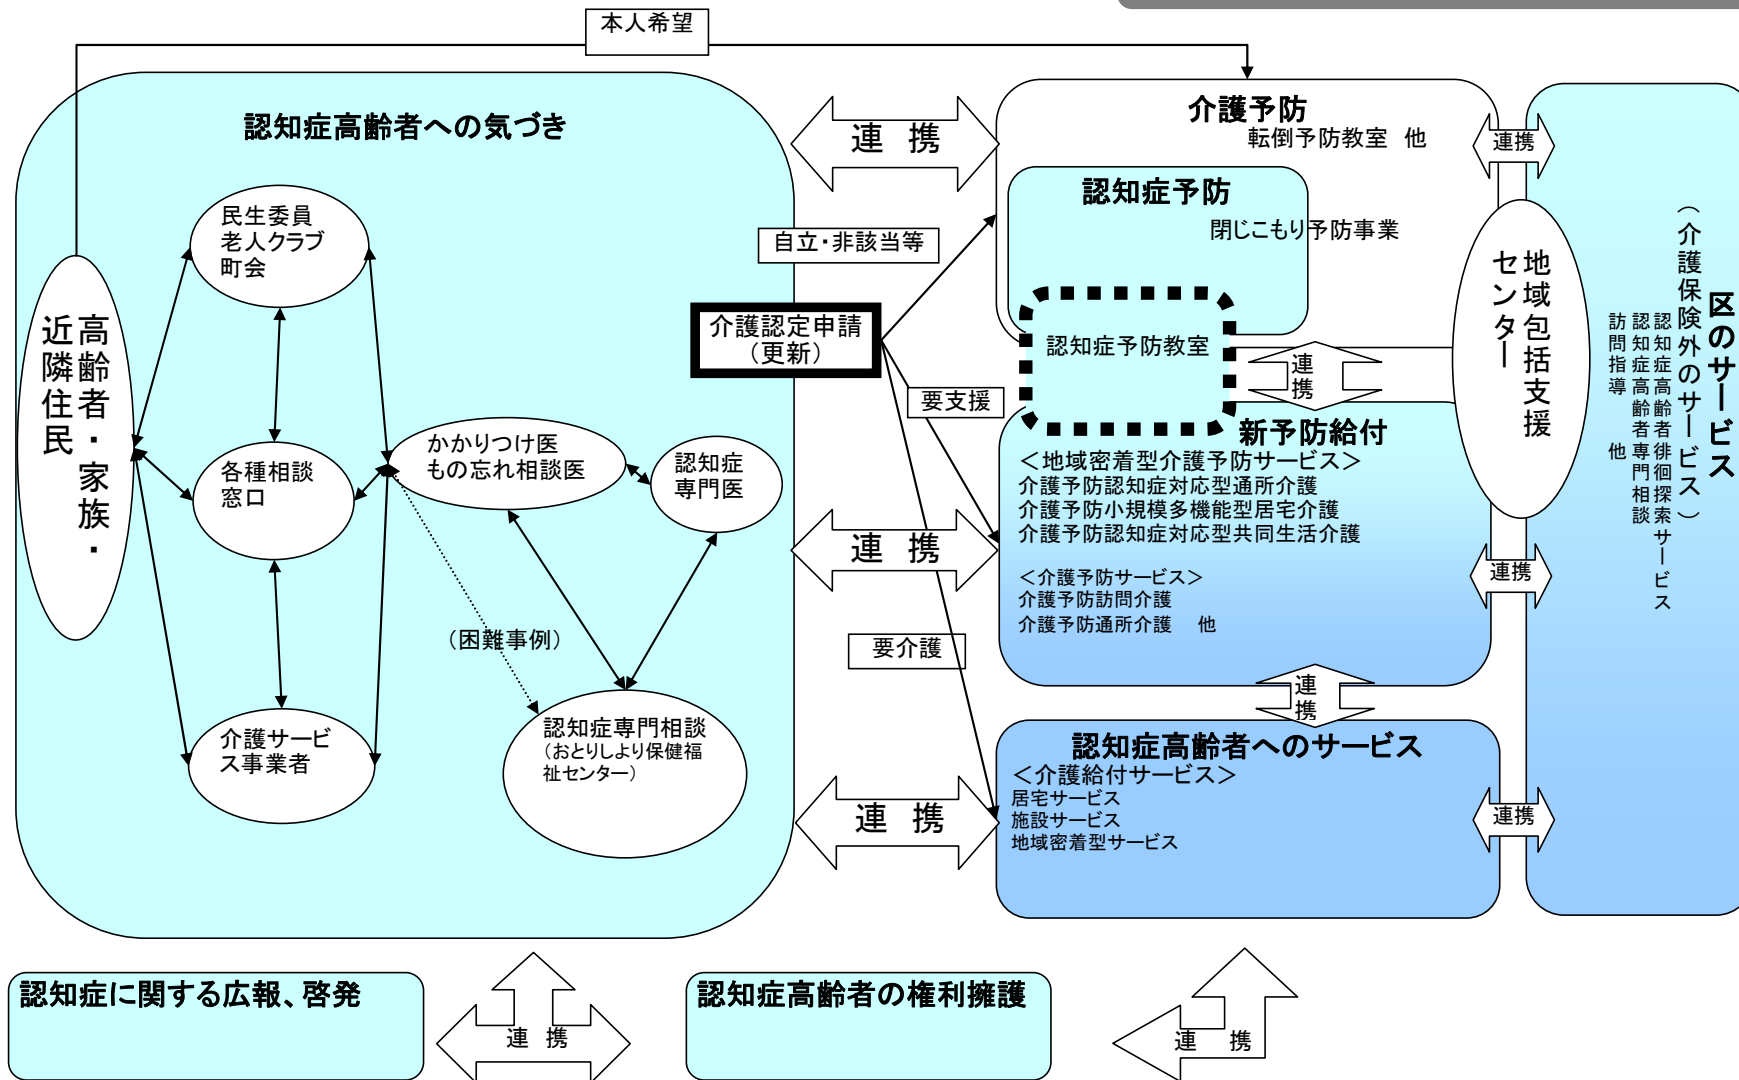 本人希望
認知症高齢者への気づき
民生委員
老人クラブ
町会
高齢者・家族・
近隣住民
各種相談
窓口
介護サービ
ス事業者
かかりつけ医
もの忘れ相談医
認知症
専門医
（困難事例）
認知症専門相談
（おとりしより保健福
祉センター）
連 携
連 携
連 携
自立・非該当等
介護認定申請
（更新）
要支援
要介護
介護予防
転倒予防教室 他
認知症予防
閉じこもり予防事業
認知症予防教室
連
携
新予防給付
＜地域密着型介護予防サービス＞
介護予防認知症対応型通所介護
介護予防小規模多機能型居宅介護
介護予防認知症対応型共同生活介護
＜介護予防サービス＞
介護予防訪問介護
介護予防通所介護 他
連
携
認知症高齢者へのサービス
＜介護給付サービス＞
居宅サービス
施設サービス
地域密着型サービス
地域包括支援
センター
連携
連携
連携
区のサービス
（介護保険外のサービス）
認知症高齢者徘徊探索サービス
認知症高齢者専門相談
訪問指導 他
認知症に関する広報、啓発
連 携
認知症高齢者の権利擁護
連 携